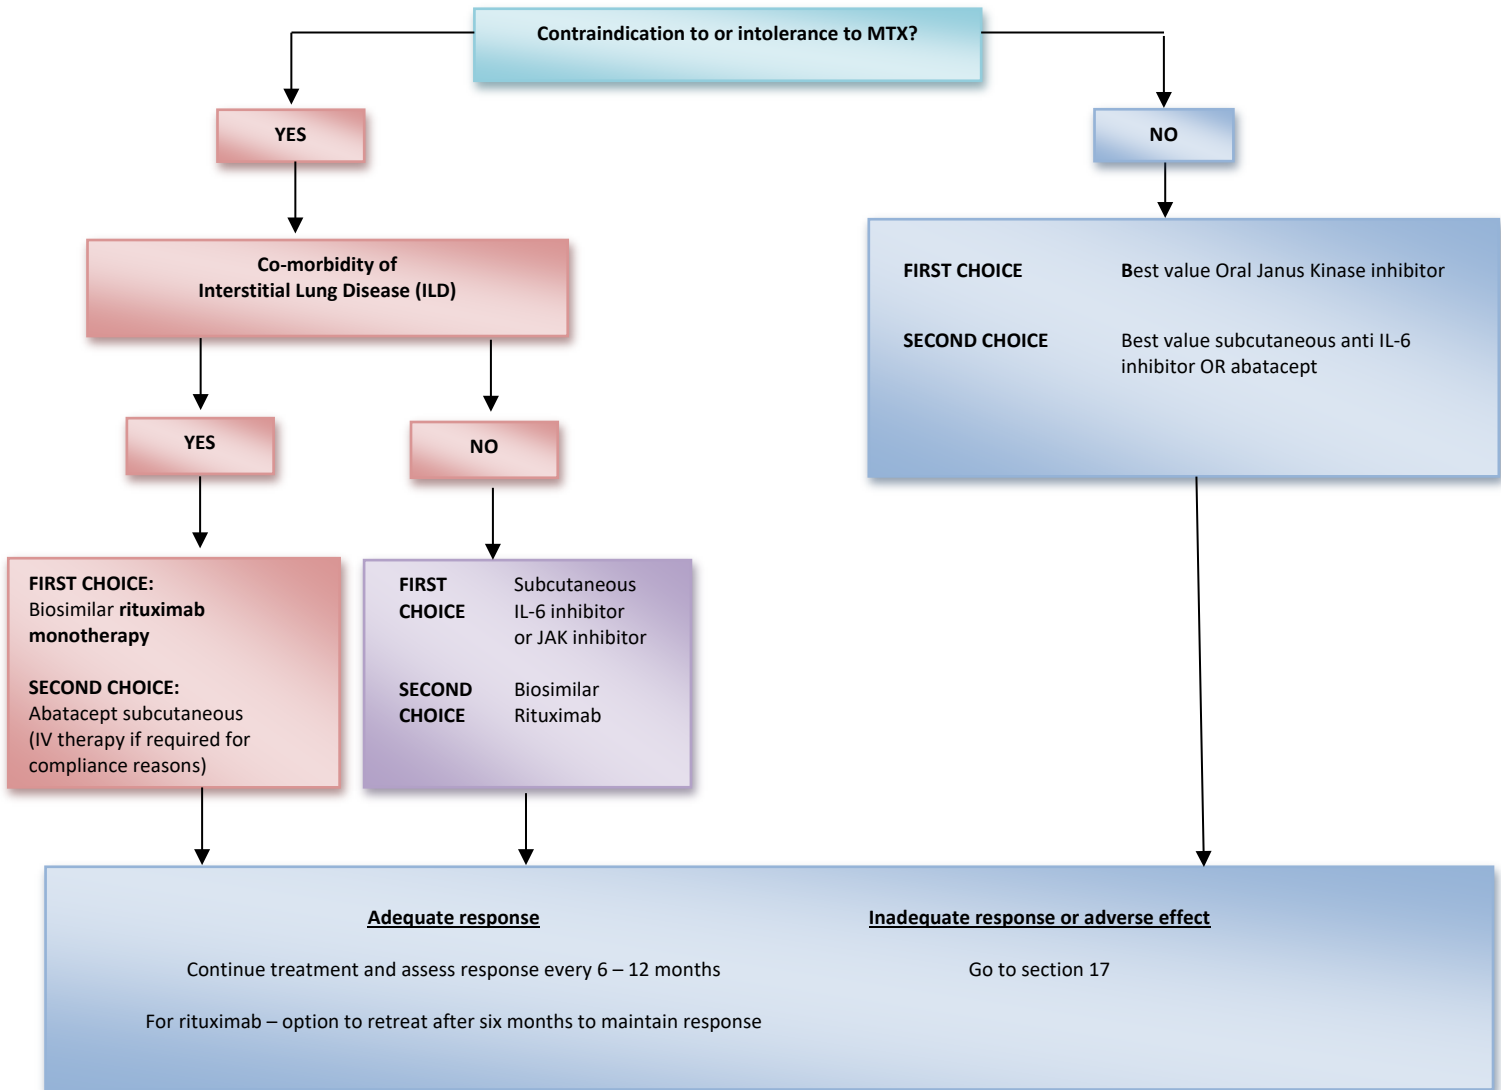 Contraindication to or intolerance to MTX?
YES
NO
Co-morbidity of
Interstitial Lung Disease (ILD)
FIRST CHOICE Best value Oral Janus Kinase inhibitor
SECOND CHOICE Best value subcutaneous anti IL-6
inhibitor OR abatacept
YES
NO
FIRST CHOICE:
Biosimilar rituximab
monotherapy
SECOND CHOICE:
Abatacept subcutaneous
(IV therapy if required for
compliance reasons)
FIRST Subcutaneous
CHOICE IL-6 inhibitor
or JAK inhibitor
SECOND Biosimilar
CHOICE Rituximab
Adequate response
Continue treatment and assess response every 6 – 12 months
For rituximab – option to retreat after six months to maintain response
Inadequate response or adverse effect
Go to section 17